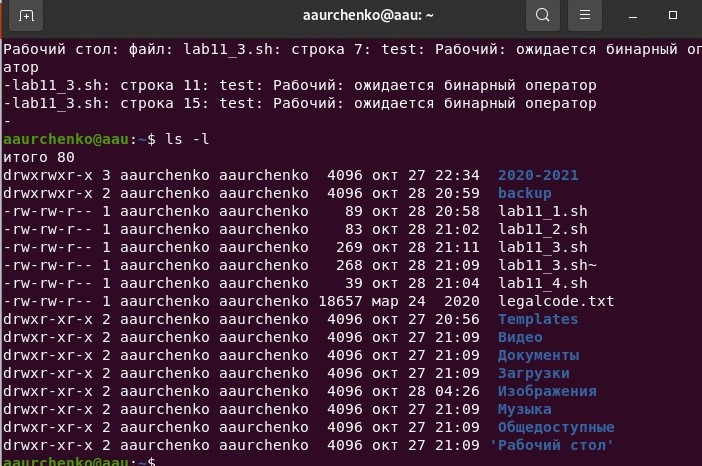 aaurchenko@aau: ~
Рабочий стол: файл: lab11_3.sh: строка 7: test: Рабочий: ожидается бинарный оп
атор
-lab11_3.sh: строка 11: test: Рабочий: ожидается бинарный оператор
-lab11_3.sh: строка 15: test: Рабочий: ожидается бинарный оператор
-
aaurchenko@aau:~$ ls -l
итого 80
drwxrwxr-x 3 aaurchenko aaurchenko  4096 окт 27 22:34  2020-2021
drwxrwxr-x 2 aaurchenko aaurchenko  4096 окт 28 20:59  backup
-rw-rw-r-- 1 aaurchenko aaurchenko    89 окт 28 20:58  lab11_1.sh
-rw-rw-r-- 1 aaurchenko aaurchenko    83 окт 28 21:02  lab11_2.sh
-rw-rw-r-- 1 aaurchenko aaurchenko   269 окт 28 21:11  lab11_3.sh
-rw-rw-r-- 1 aaurchenko aaurchenko   268 окт 28 21:09  lab11_3.sh~
-rw-rw-r-- 1 aaurchenko aaurchenko    39 окт 28 21:04  lab11_4.sh
-rw-rw-r-- 1 aaurchenko aaurchenko 18657 мар 24  2020  legalcode.txt
drwxr-xr-x 2 aaurchenko aaurchenko  4096 окт 27 20:56  Templates
drwxr-xr-x 2 aaurchenko aaurchenko  4096 окт 27 21:09  Видео
drwxr-xr-x 2 aaurchenko aaurchenko  4096 окт 27 21:09  Документы
drwxr-xr-x 2 aaurchenko aaurchenko  4096 окт 27 21:09  Загрузки
drwxr-xr-x 2 aaurchenko aaurchenko  4096 окт 28 04:26  Изображения
drwxr-xr-x 2 aaurchenko aaurchenko  4096 окт 27 21:09  Музыка
drwxr-xr-x 2 aaurchenko aaurchenko  4096 окт 27 21:09  Общедоступные
drwxr-xr-x 2 aaurchenko aaurchenko  4096 окт 27 21:09 'Рабочий стол'
aaurchenko@aau:~$